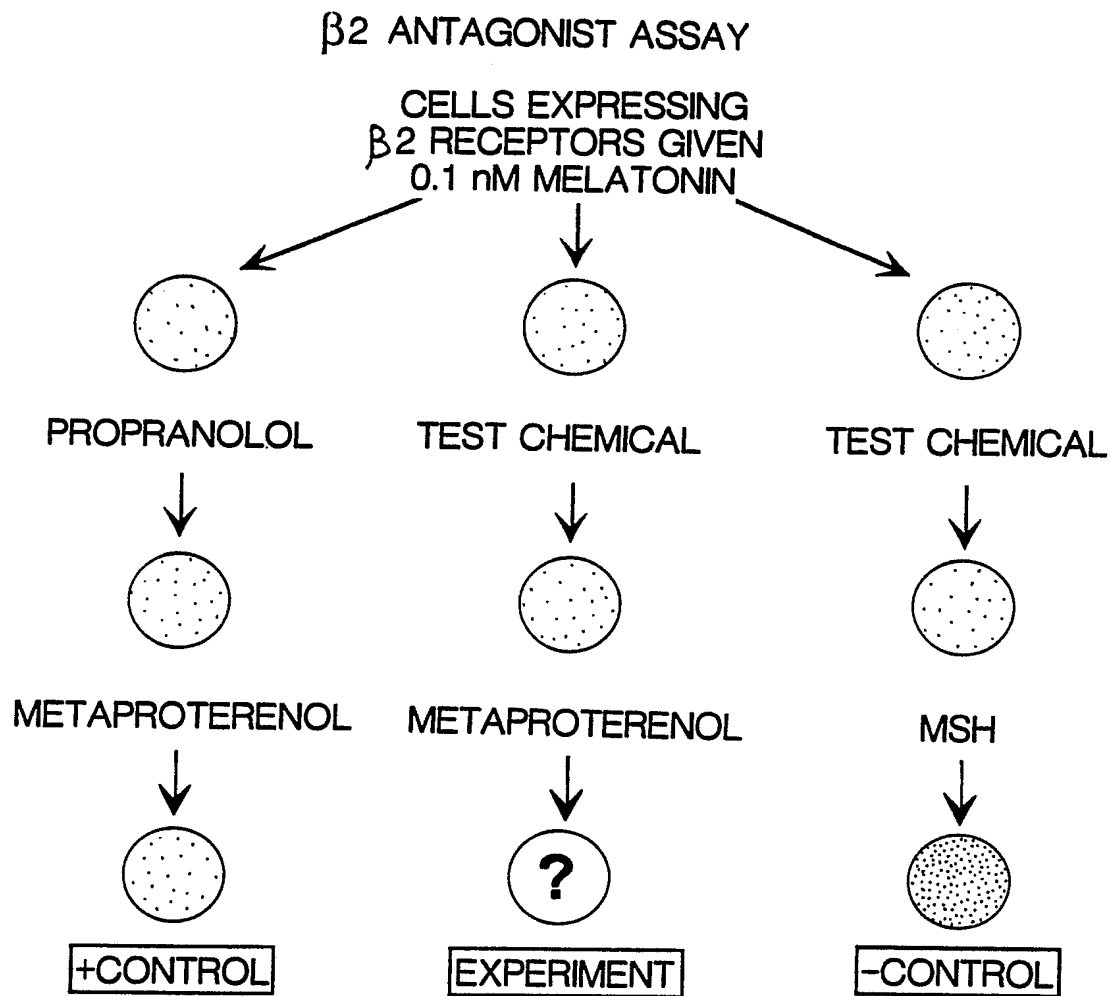 β2 ANTAGONIST ASSAY
CELLS EXPRESSING
β2 RECEPTORS GIVEN
0.1 nM MELATONIN
PROPRANOLOL
TEST CHEMICAL
TEST CHEMICAL
METAPROTERENOL
METAPROTERENOL
MSH
?
+CONTROL
EXPERIMENT
-CONTROL